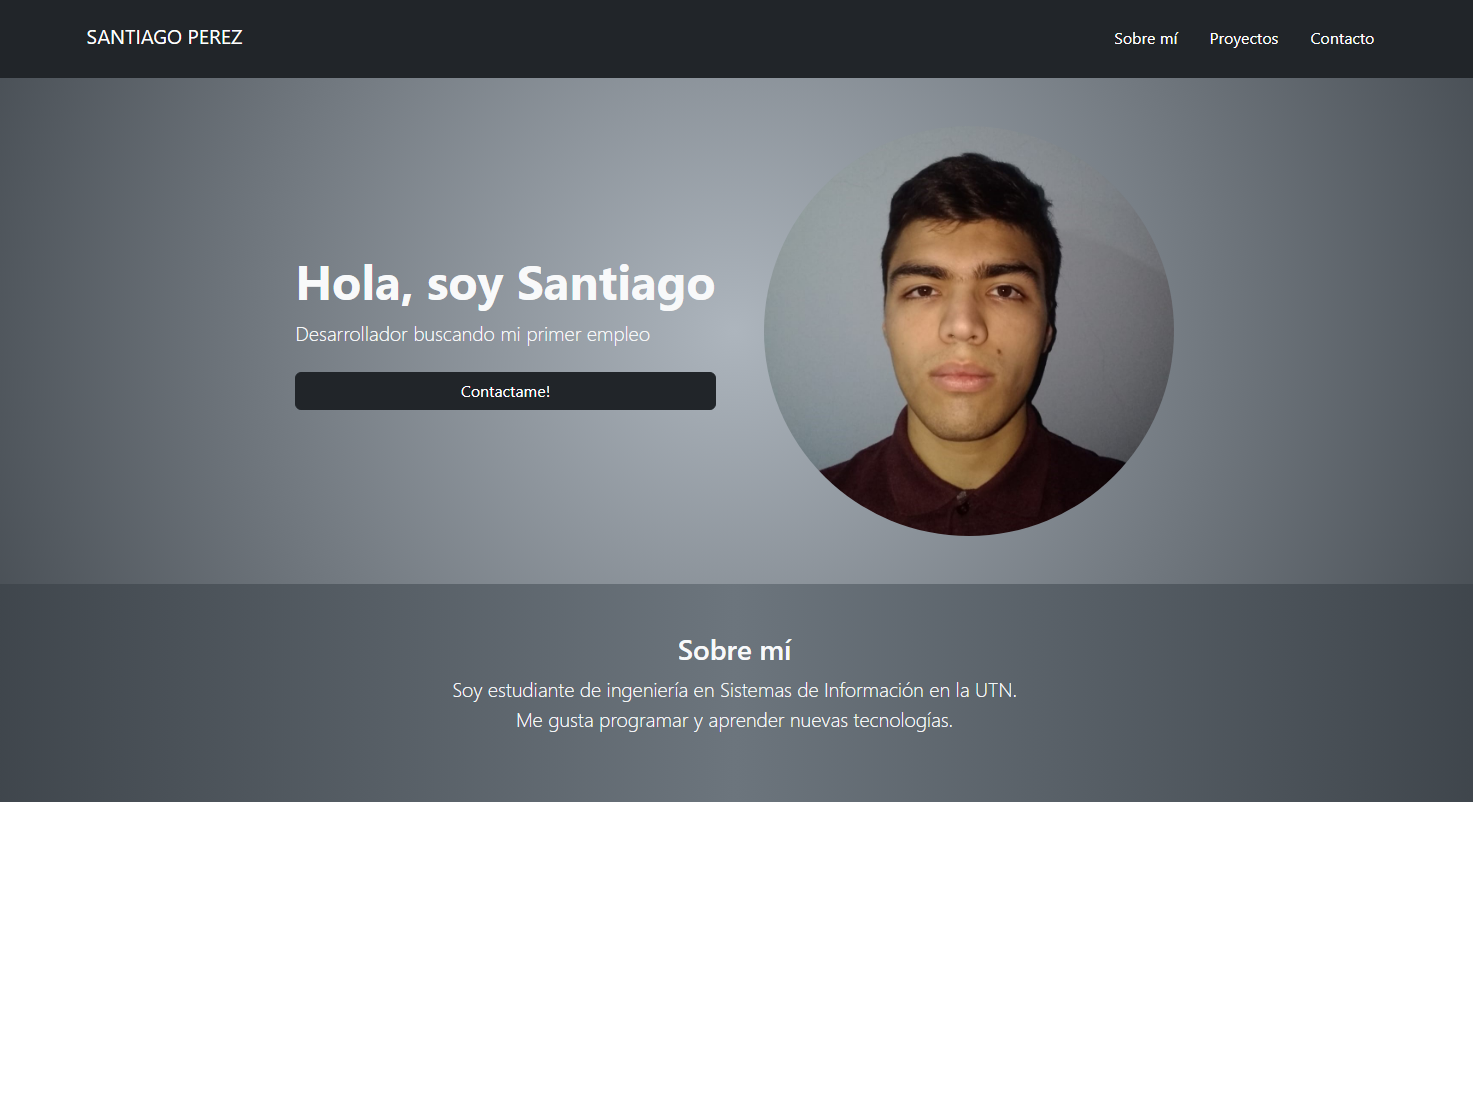 SANTIAGO PEREZ
Sobre mí
Proyectos
Contacto
Hola, soy Santiago
Desarrollador buscando mi primer empleo
Contactame!
Sobre mí
Soy estudiante de ingeniería en Sistemas de Información en la UTN.
Me gusta programar y aprender nuevas tecnologías.